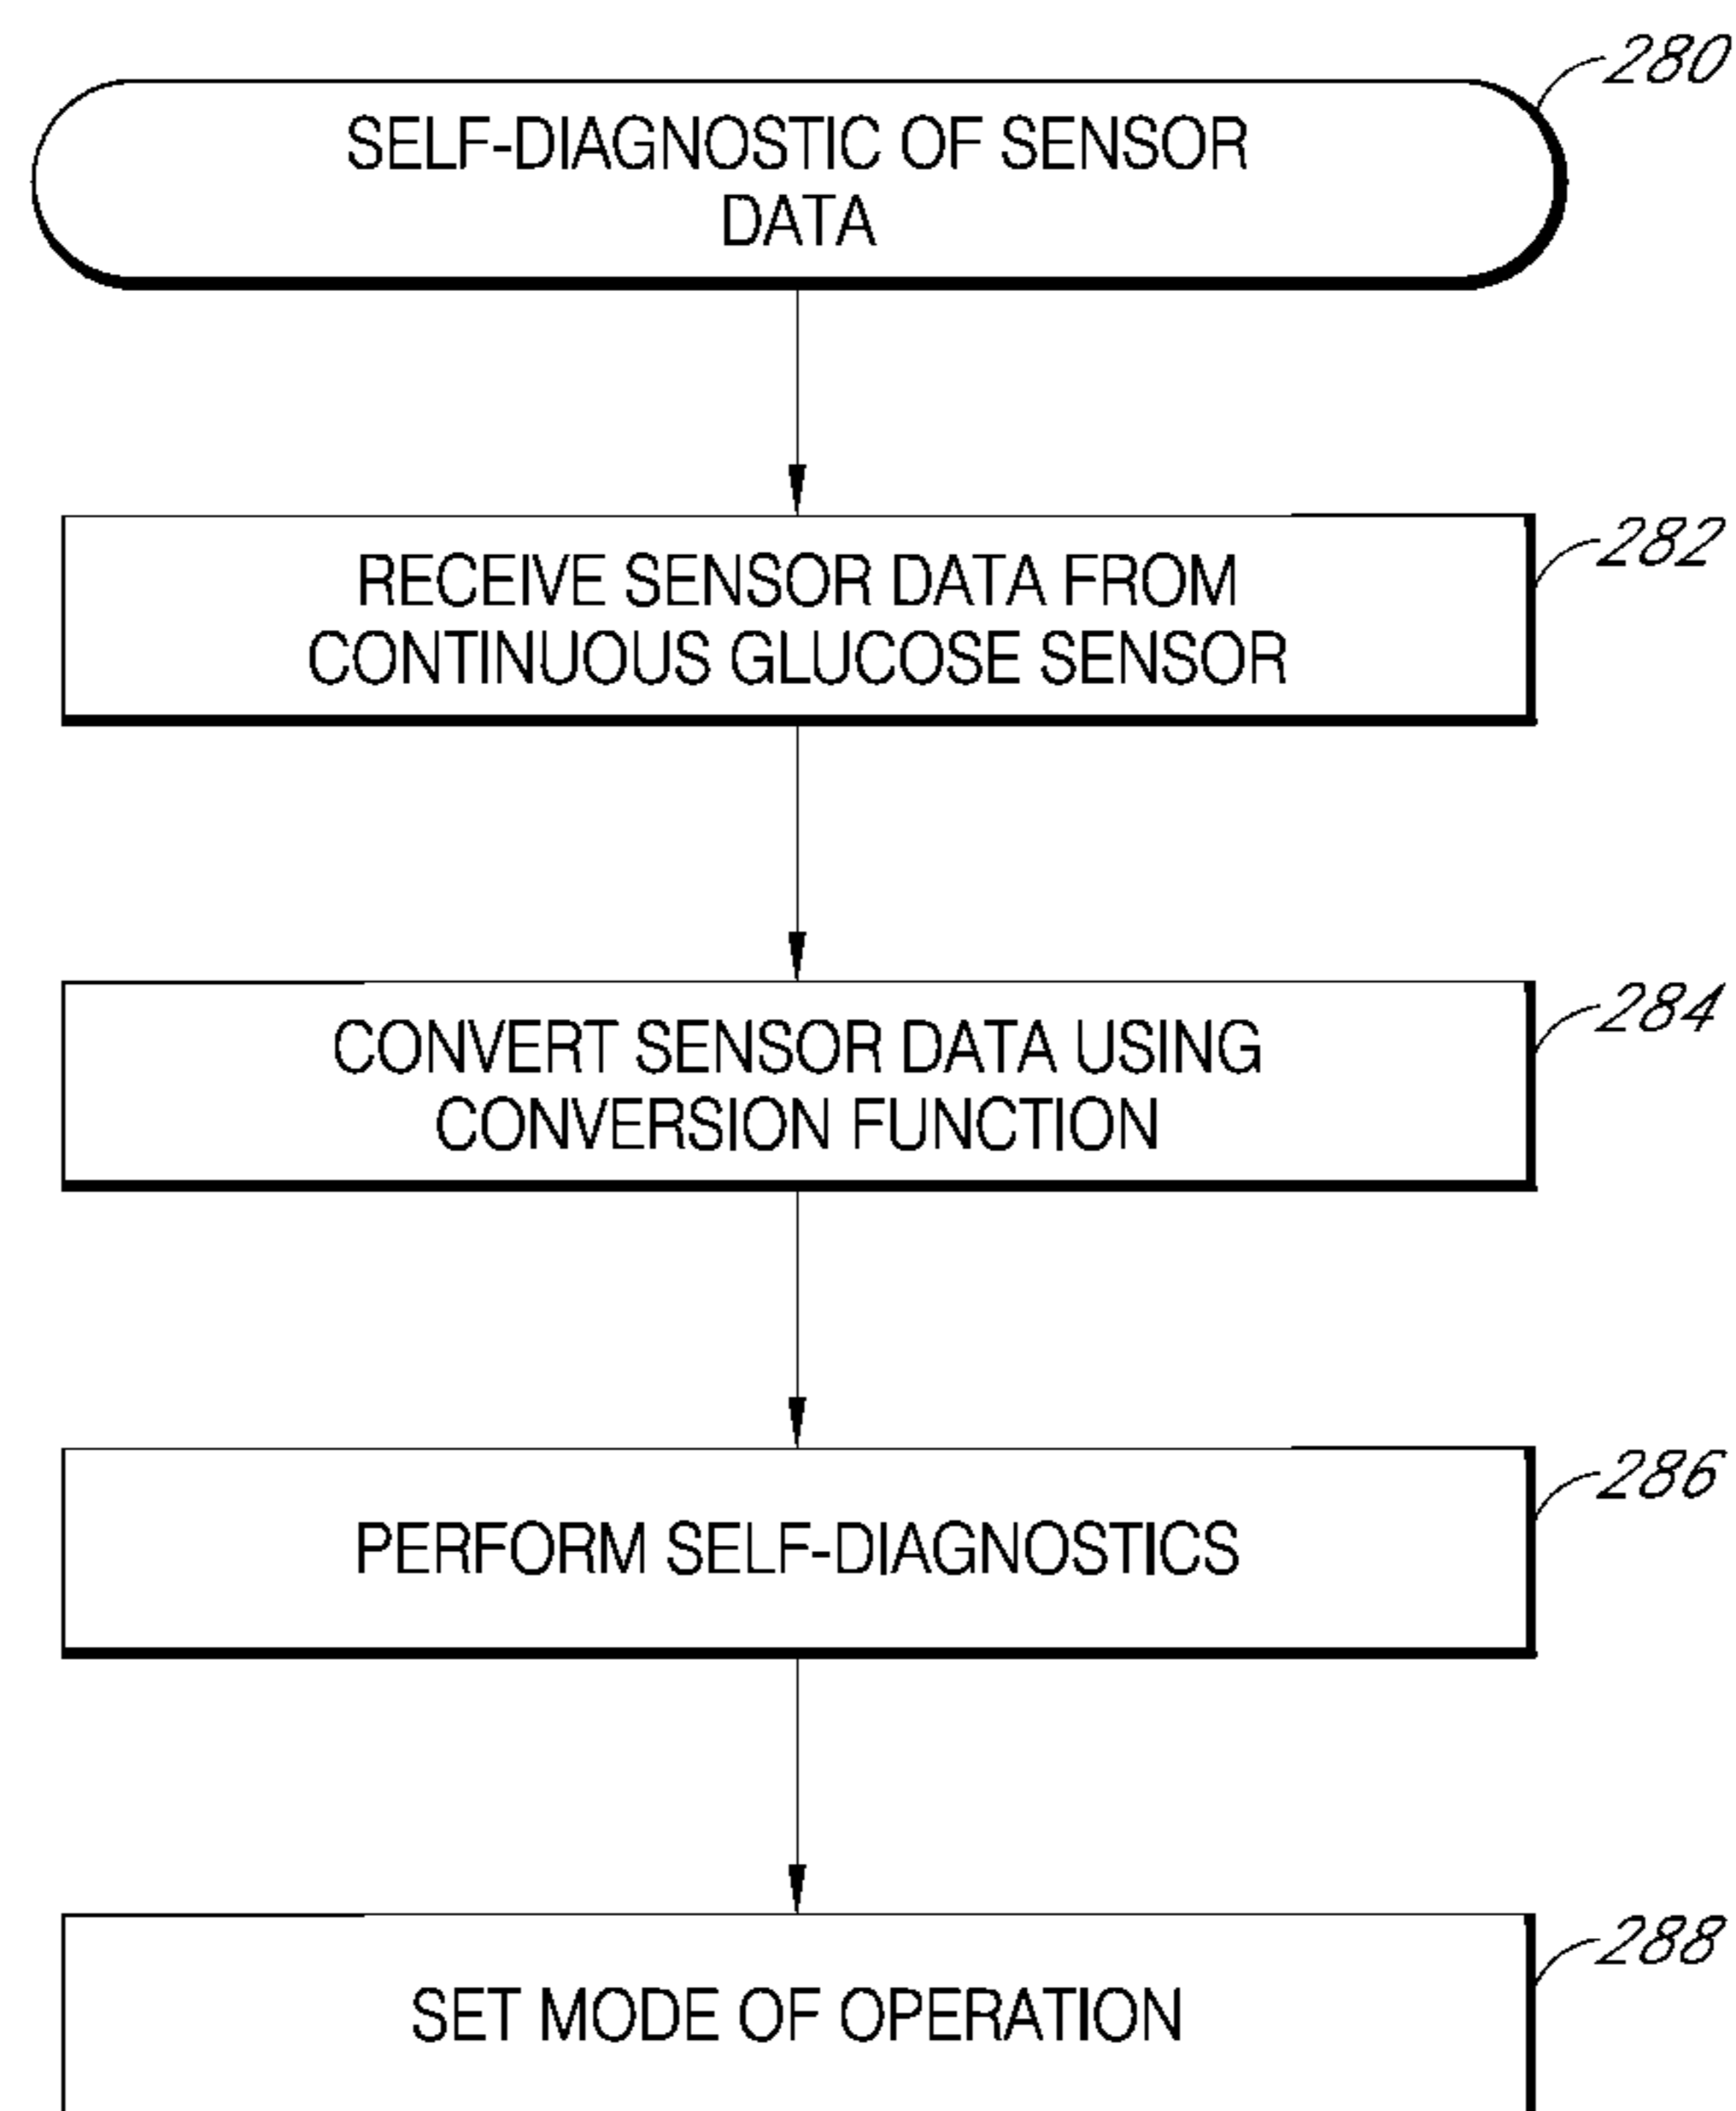 280
SELF-DIAGNOSTIC OF SENSOR
DATA
282
RECEIVE SENSOR DATA FROM
CONTINUOUS GLUCOSE SENSOR
284
CONVERT SENSOR DATA USING
CONVERSION FUNCTION
286
PERFORM SELF-DIAGNOSTICS
288
SET MODE OF OPERATION